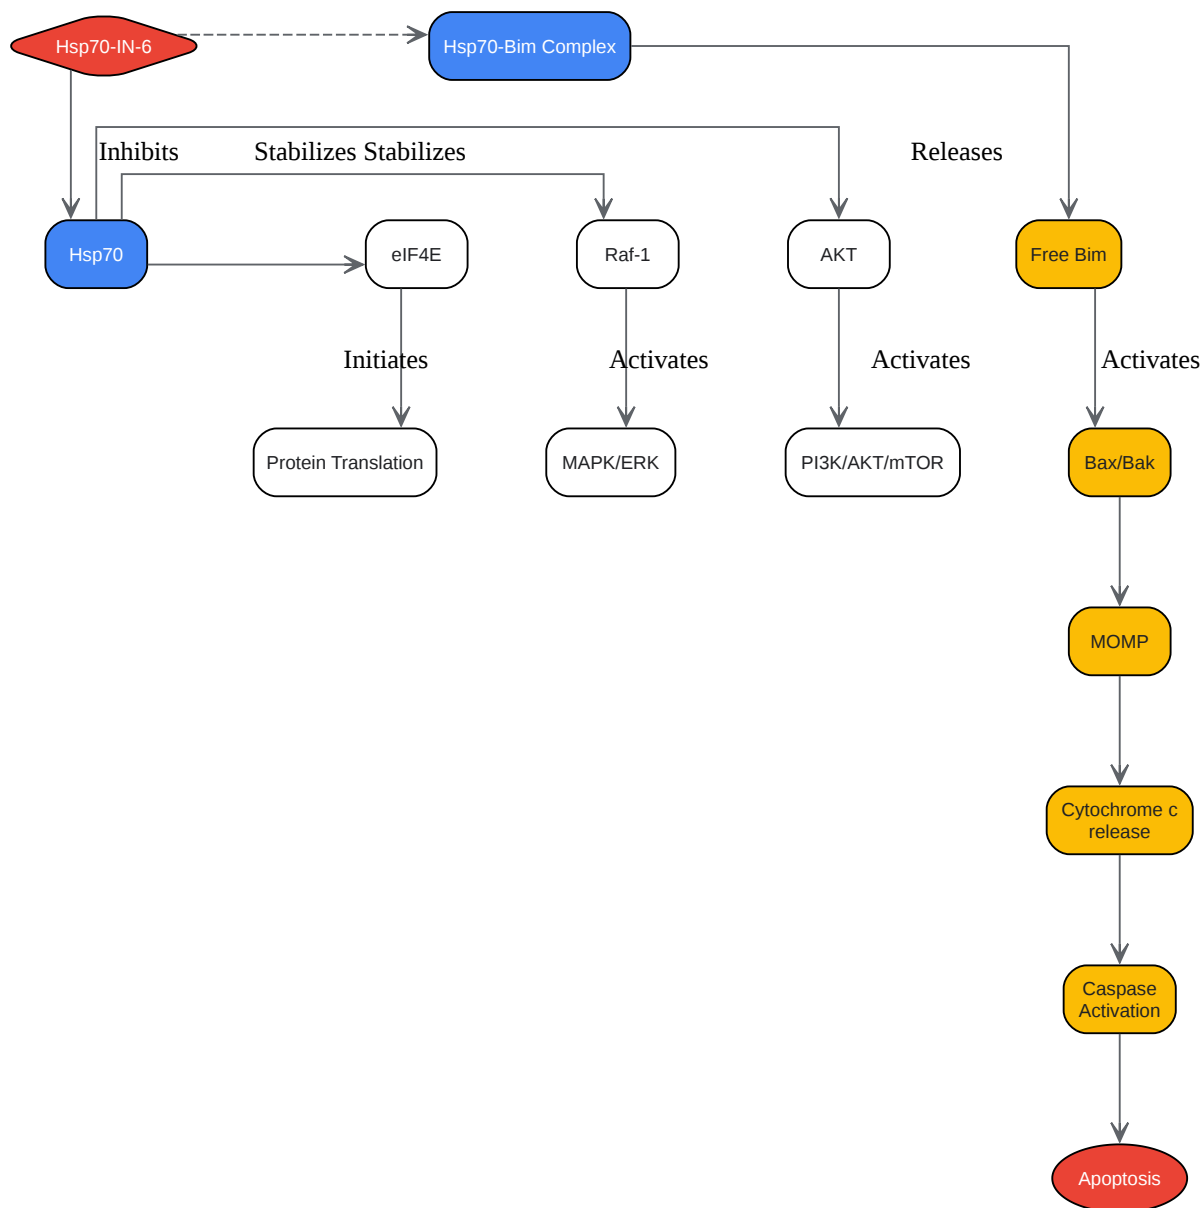 Hsp70-IN-6
Hsp70-Bim Complex
Inhibits
Stabilizes Stabilizes
Releases
Hsp70
eIF4E
Raf-1
AKT
Free Bim
Initiates
Activates
Activates
Activates
Protein Translation
MAPK/ERK
PI3K/AKT/mTOR
Bax/Bak
MOMP
Cytochrome c
release
Caspase
Activation
Apoptosis